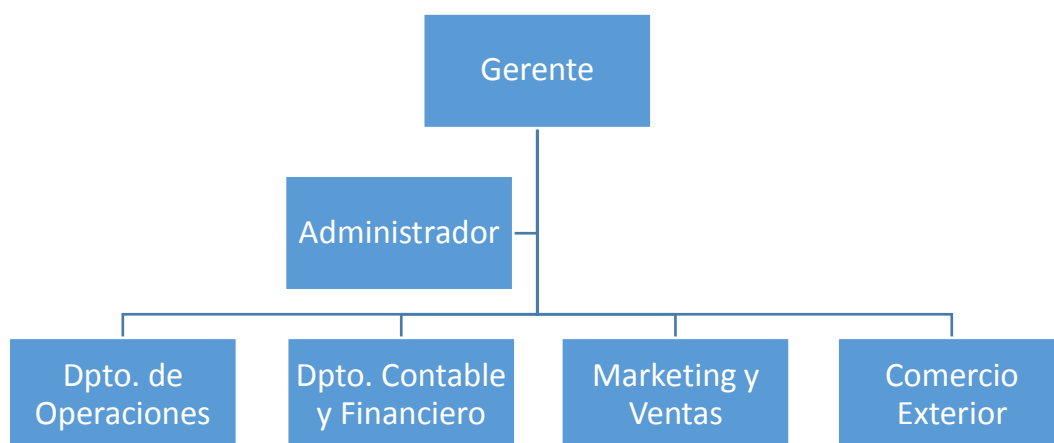 Gerente
Administrador
Dpto. de
Operaciones
Dpto. Contable
y Financiero
Marketing y
Ventas
Comercio
Exterior